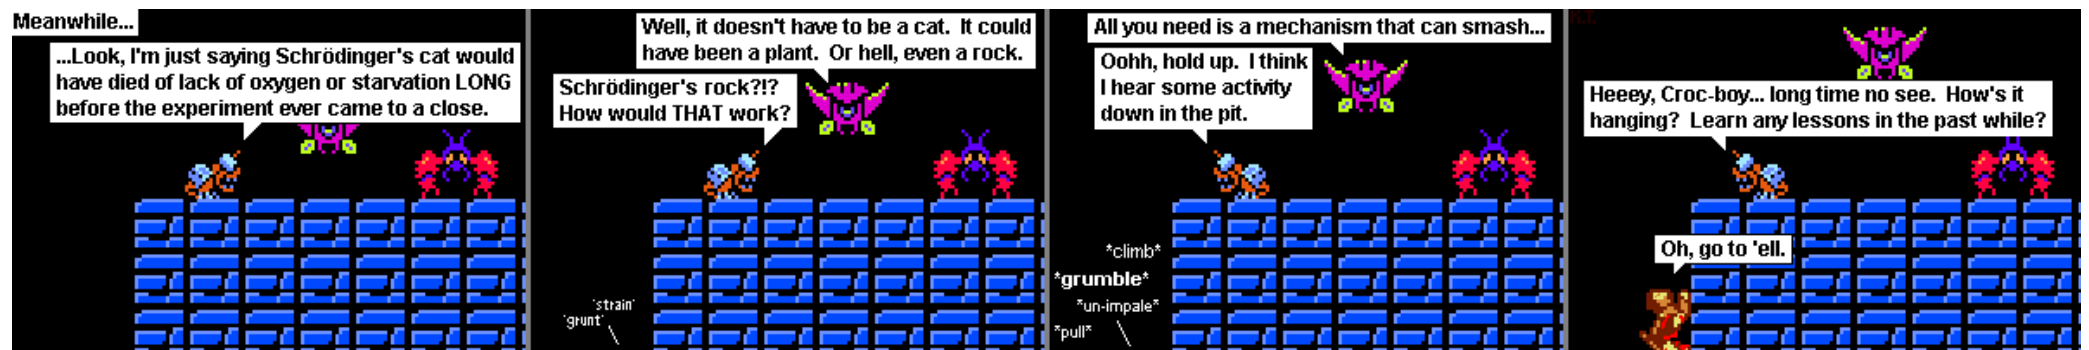 Meanwhile...
...Look, I'm just saying Schrödinger's cat would
have died of lack of oxygen or starvation LONG
before the experiment ever came to a close.
Well, it doesn't have to be a cat. It could
have been a plant. Or hell, even a rock.
Schrödinger's rock?!?
How would THAT work?
*strain*
*grunt*
All you need is a mechanism that can smash...
Oohh, hold up. I think
I hear some activity
down in the pit.
*climb*
*grumble*
*un-impale*
*pull*
Heeey, Croc-boy... long time no see. How's it
hanging? Learn any lessons in the past while?
Oh, go to 'ell.